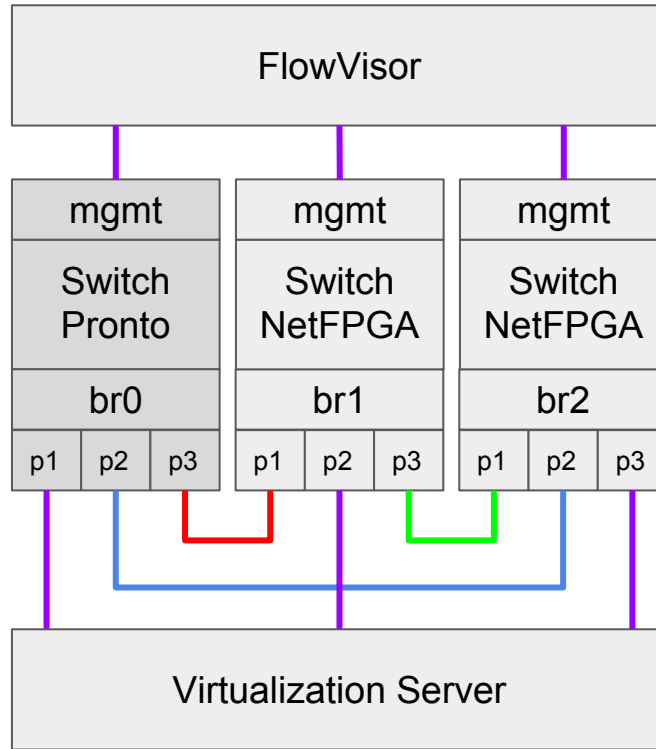 FlowVisor
mgmt
mgmt
mgmt
Switch
Pronto
Switch
NetFPGA
Switch
NetFPGA
br0
br1
br2
p1
p2
p3
p1
p2
p3
p1
p2
p3
Virtualization Server